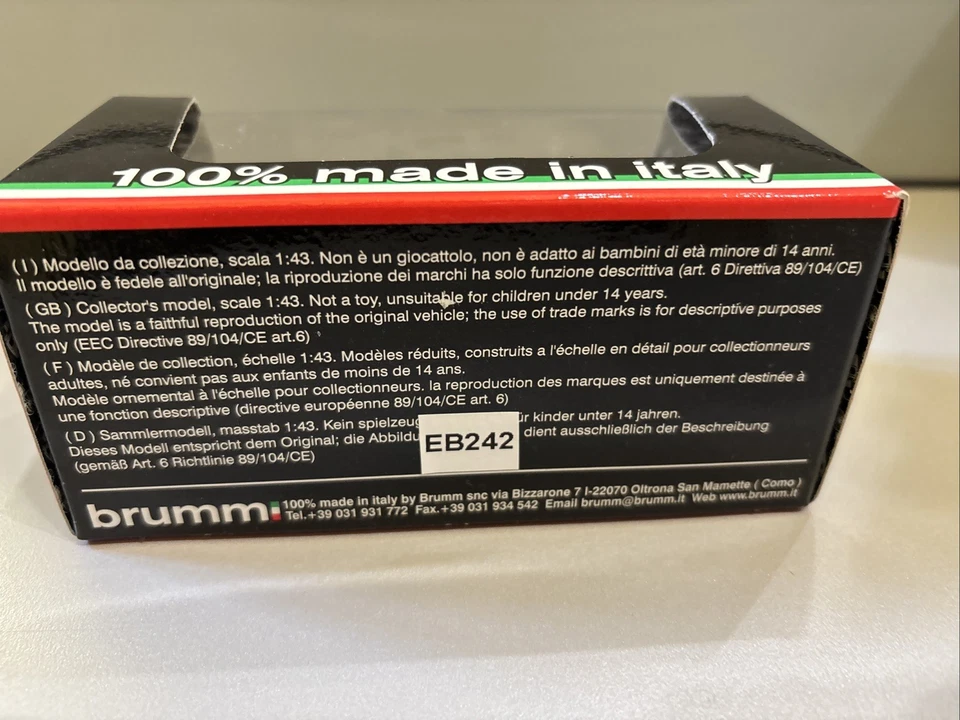 100% made in italy
( I ) Modello da collezione, scala 1:43. Non è un giocattolo, non è adatto ai bambini di età minore di 14 anni.
Il modello è fedele all'originale; la riproduzione dei marchi ha solo funzione descrittiva (art. 6 Direttiva 89/104/CE)
( GB ) Collector's model, scale 1:43. Not a toy, unsuitable for children under 14 years.
The model is a faithful reproduction of the original vehicle; the use of trade marks is for descriptive purposes
only (EEC Directive 89/104/CE art.6)
( F ) Modèle de collection, échelle 1:43. Modèles réduits, construits a l'échelle en détail pour collectionneurs
adultes, né convient pas aux enfants de moins de 14 ans.
Modèle ornemental à l'échelle pour collectionneurs. la reproduction des marques est uniquement destinée à
une fonction descriptive (directive européenne 89/104/CE art. 6)
( D ) Sammlermodell, masstab 1:43. Kein spielzeug für kinder unter 14 jahren.
Dieses Modell entspricht dem Original; die dient ausschließlich der Beschreibung
(gemäß Art. 6 Richtlinie 89/104/CE)
EB242
brumm
100% made in italy by Brumm snc via Bizzarone 7 I-22070 Oltrona San Mamette ( Como )
Tel.+39 031 931 772 Fax.+39 031 934 542 Email brumm@brumm.it Web www.brumm.it